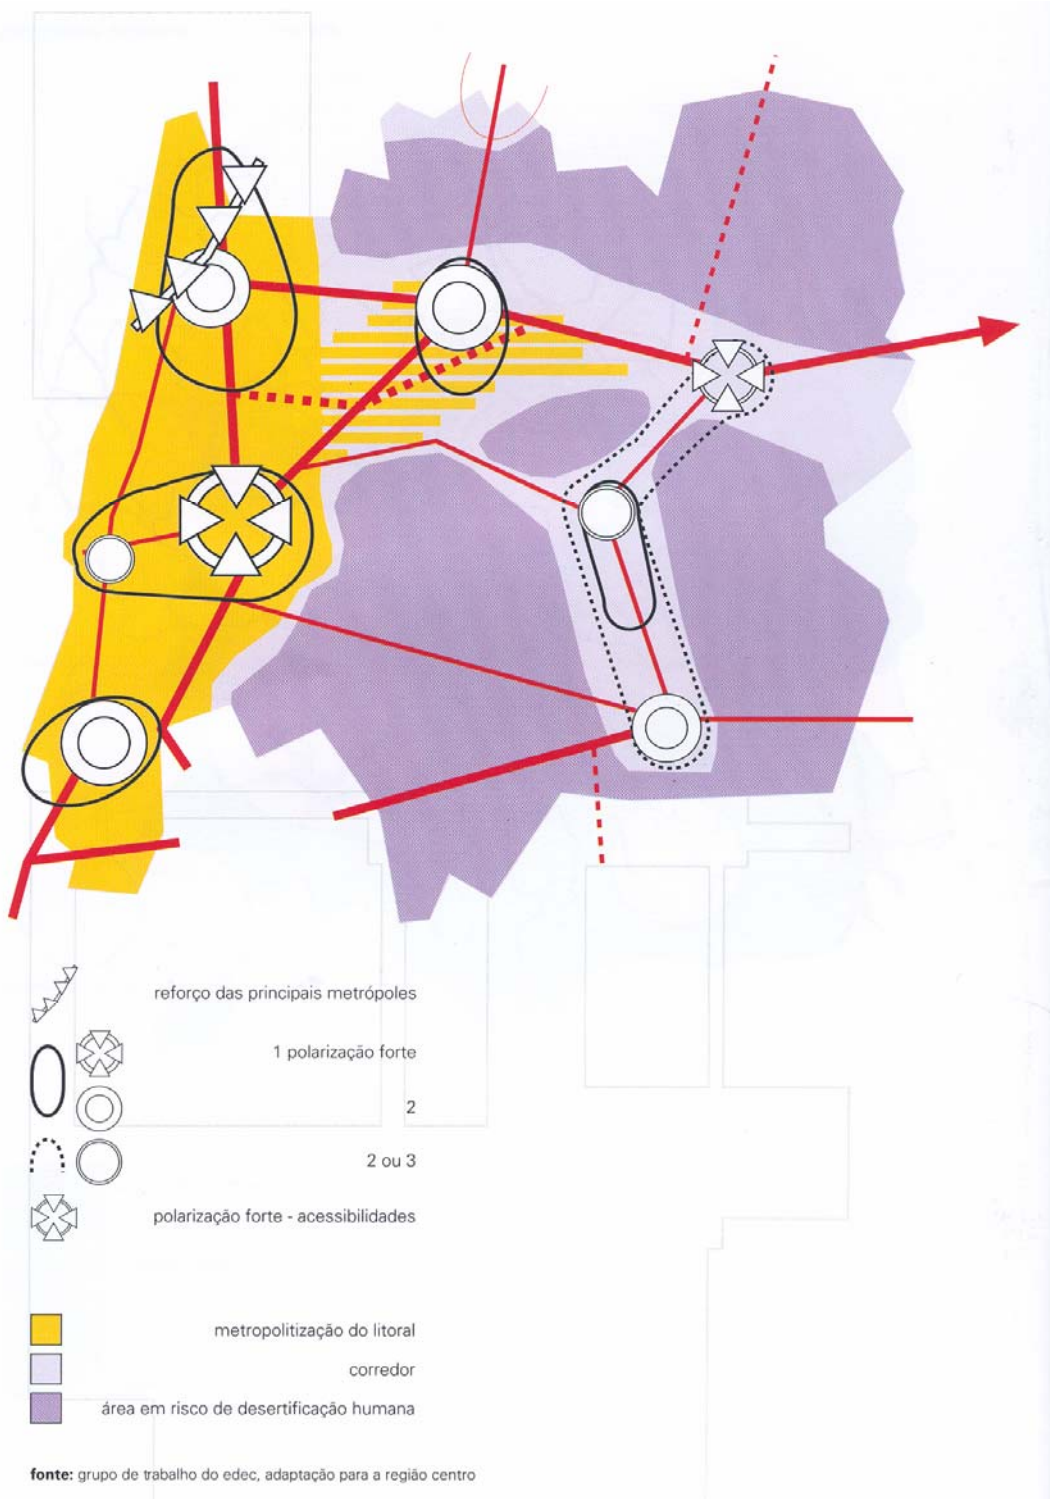 reforço das principais metrópoles
1 polarização forte
2
2 ou 3
polarização forte - acessibilidades
metropolitização do litoral
corredor
área em risco de desertificação humana
fonte: grupo de trabalho do edec, adaptação para a região centro